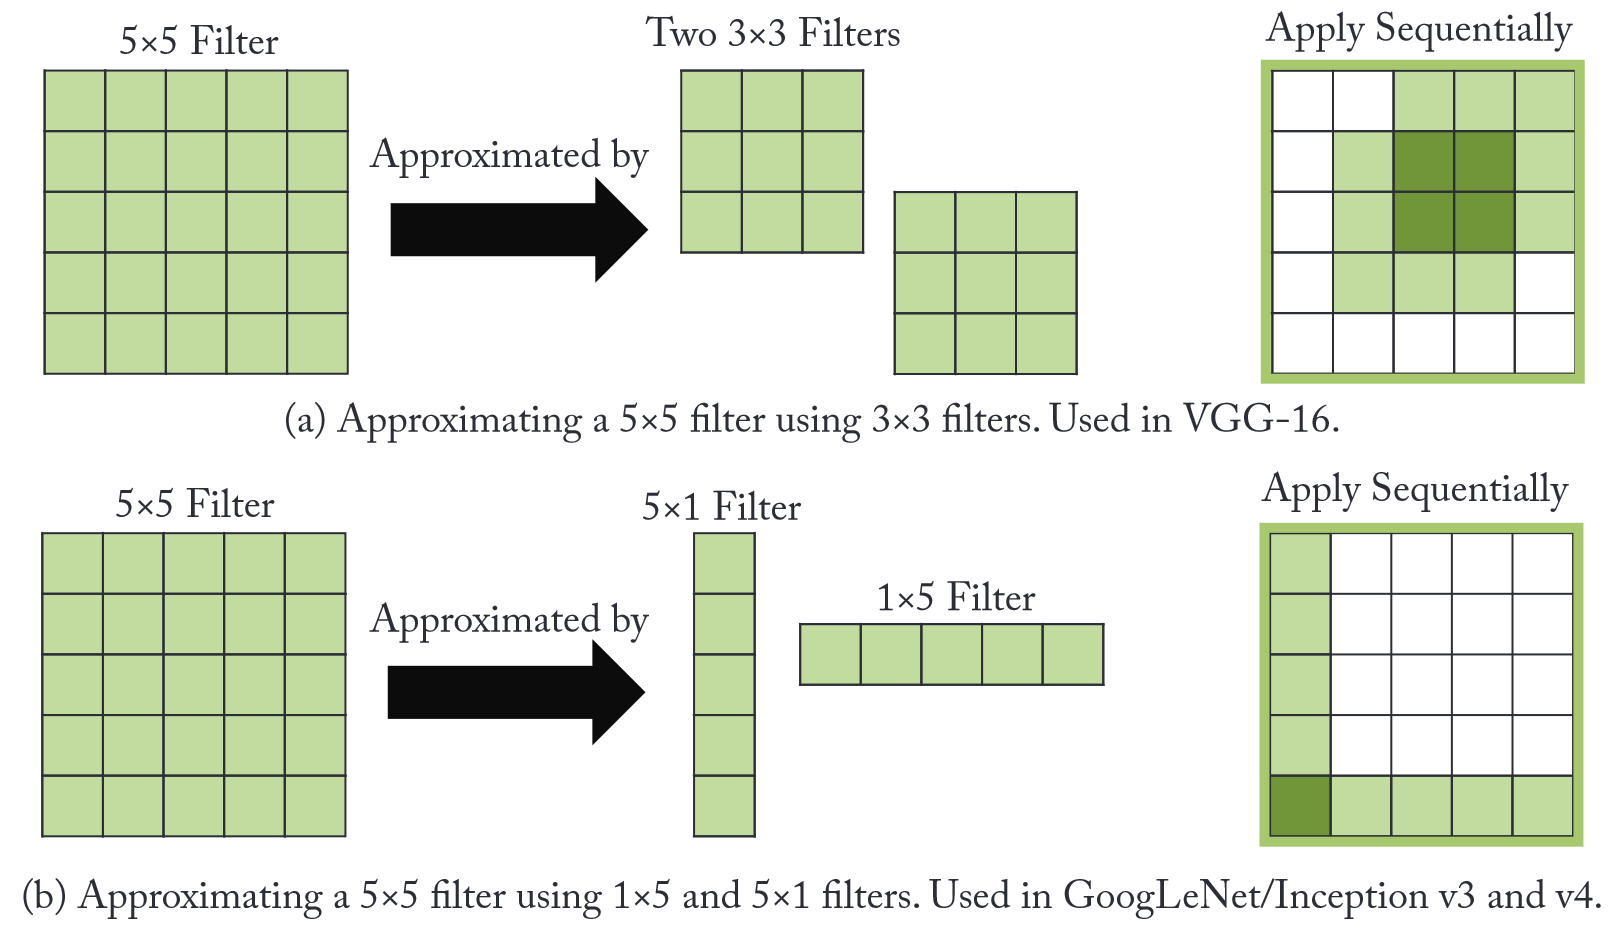 5×5 Filter
Two 3×3 Filters
Apply Sequentially
Approximated by
(a) Approximating a 5×5 filter using 3×3 filters. Used in VGG-16.
5×5 Filter
5×1 Filter
Apply Sequentially
Approximated by
1×5 Filter
(b) Approximating a 5×5 filter using 1×5 and 5×1 filters. Used in GoogLeNet/Inception v3 and v4.